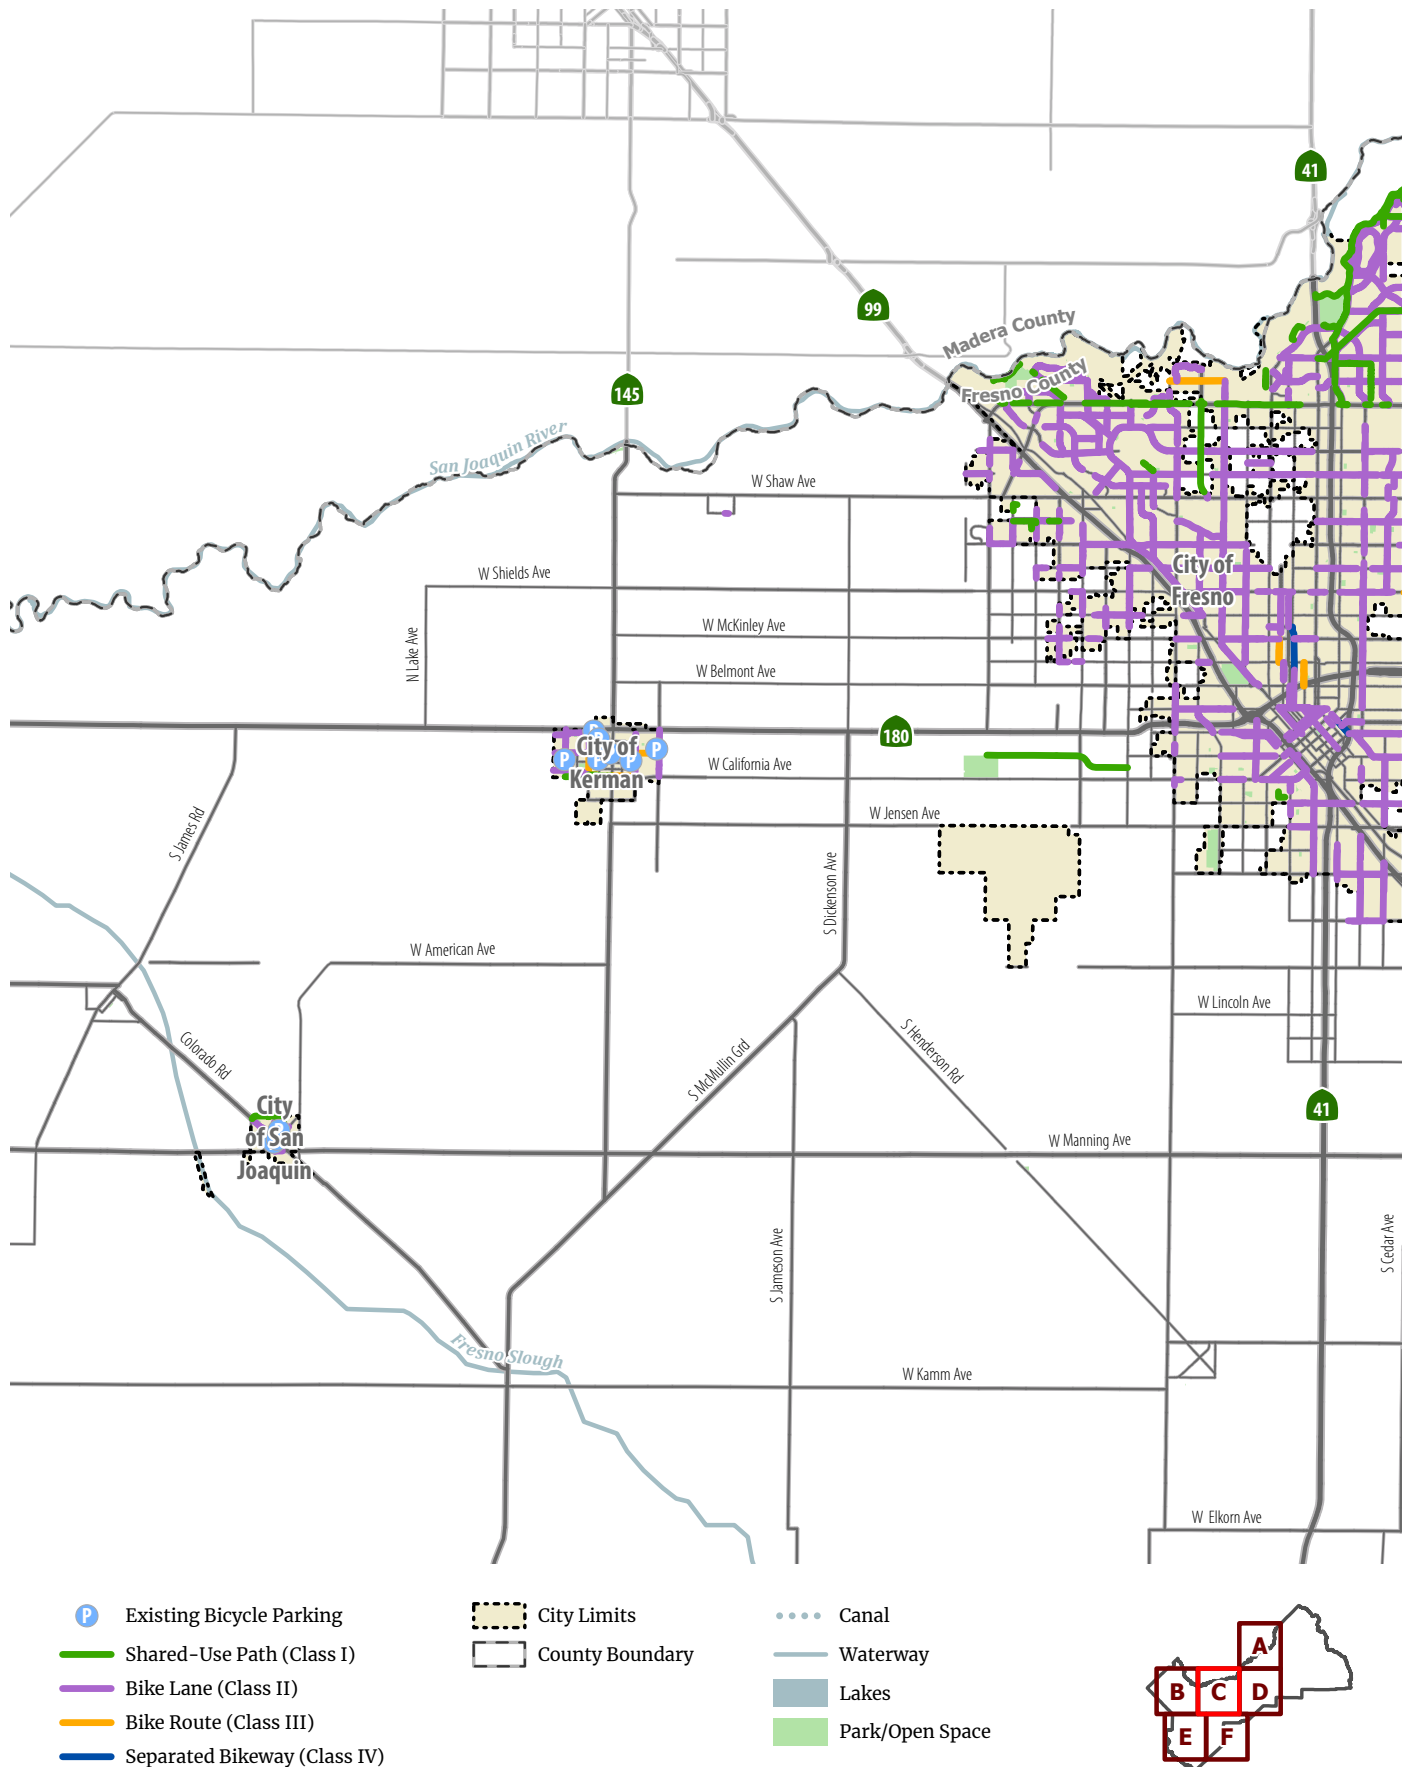 41
99
Madera County
Fresno County
145
San Joaquin River
W Shaw Ave
W Shields Ave
City of
Fresno
N Lake Ave
W McKinley Ave
W Belmont Ave
180
P
City of
P
P
P
P
Kerman
W California Ave
S James Rd
W Jensen Ave
S Dickenson Ave
W American Ave
W Lincoln Ave
Colorado Rd
S McMullin Grd
S Henderson Rd
City
of San
Joaquin
41
W Manning Ave
S Jameson Ave
S Cedar Ave
Fresno Slough
W Kamm Ave
W Elkorn Ave
P
Existing Bicycle Parking
Shared-Use Path (Class I)
Bike Lane (Class II)
Bike Route (Class III)
Separated Bikeway (Class IV)
City Limits
County Boundary
Canal
Waterway
Lakes
Park/Open Space
A
B
C
D
E
F